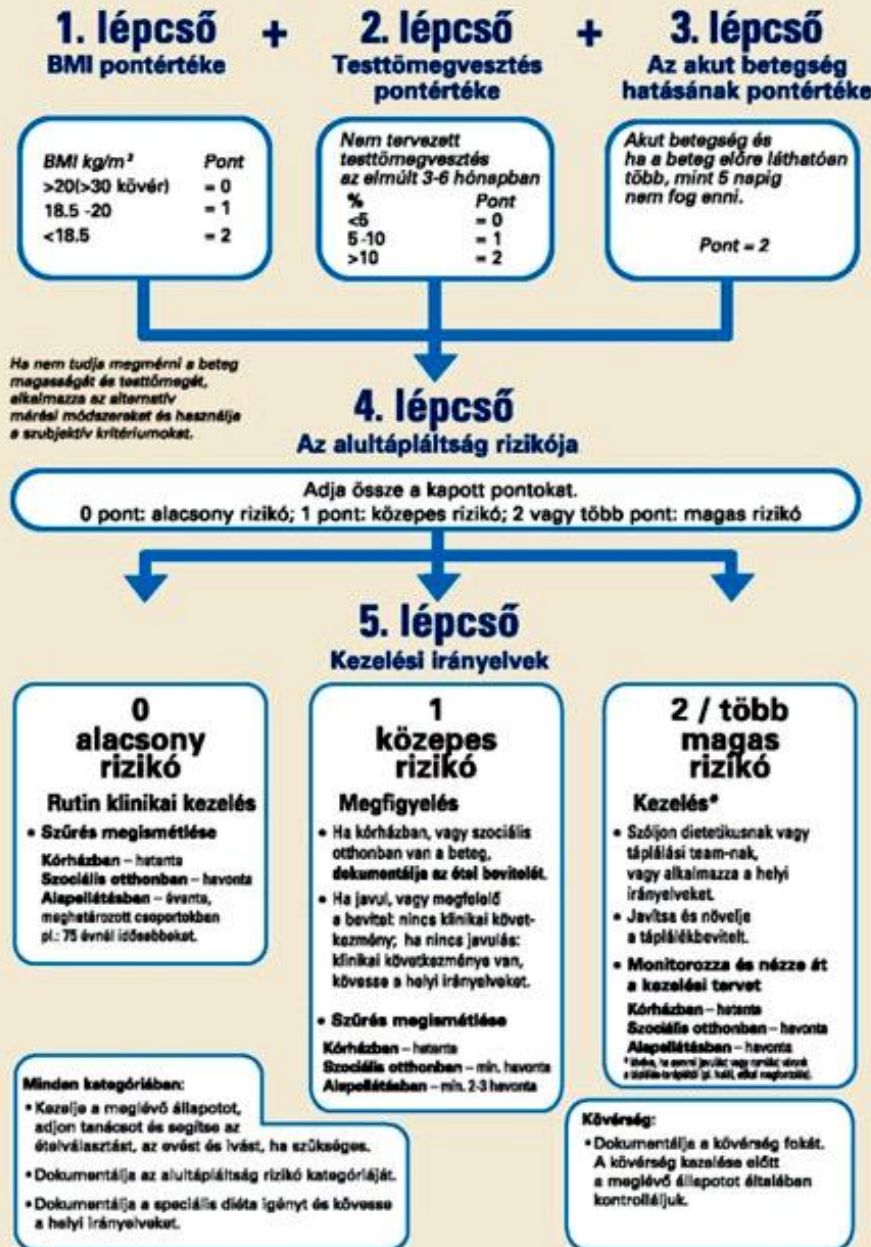 1. lépcső + 2. lépcső + 3. lépcső
BMI pontértéke
Testtömegvesztés
pontértéke
Az akut betegség
hatásának pontértéke
BMI kg/m² Pont
>20(>30 kövér) = 0
18.5 -20 = 1
<18.5 = 2
Nem tervezett
testtömegvesztés
az elmúlt 3-6 hónapban
% Pont
<5 = 0
5-10 = 1
>10 = 2
Akut betegség és
ha a beteg előre láthatóan
több, mint 5 napig
nem fog enni.
Pont = 2
Ha nem tudja megmérni a beteg
magasságát és testtömegét,
alkalmazza az alternatív
mérési módszereket és használja
a szubjektív kritériumokat.
4. lépcső
Az alultápláltság rizikója
Adja össze a kapott pontokat.
0 pont: alacsony rizikó; 1 pont: közepes rizikó; 2 vagy több pont: magas rizikó
5. lépcső
Kezelési irányelvek
0
alacsony
rizikó
Rutin klinikai kezelés
• Szűrés megismétlése
Kórházban – hetente
Szociális otthonban – havonta
Alapellátásban – évente,
meghatározott csoportokban
pl.: 75 évnél idősebbeket.
1
közepes
rizikó
Megfigyelés
• Ha kórházban, vagy szociális
otthonban van a beteg,
dokumentálja az étel bevitelét.
• Ha javul, vagy megfelelő
a bevitel: nincs klinikai követ-
kezmény; ha nincs javulás:
klinikai következménye van,
kövesse a helyi irányelveket.
• Szűrés megismétlése
Kórházban – hetente
Szociális otthonban – min. havonta
Alapellátásban – min. 2-3 havonta
2 / több
magas
rizikó
Kezelés*
• Szóljon dietetikusnak vagy
táplálási team-nak,
vagy alkalmazza a helyi
irányelveket.
• Javítsa és növelje
a táplálékbevitelt.
• Monitorozza és nézze át
a kezelési tervet
Kórházban – hetente
Szociális otthonban – havonta
Alapellátásban – havonta
Minden kategóriában:
• Kezelje a meglévő állapotot,
adjon tanácsot és segítse az
ételválasztást, az evést és ivást, ha szükséges.
• Dokumentálja az alultápláltság rizikó kategóriáját.
• Dokumentálja a speciális diéta igényt és kövesse
a helyi irányelveket.
Kövérség:
• Dokumentálja a kövérség fokát.
A kövérség kezelése előtt
a meglévő állapotot általában
kontrolláljuk.